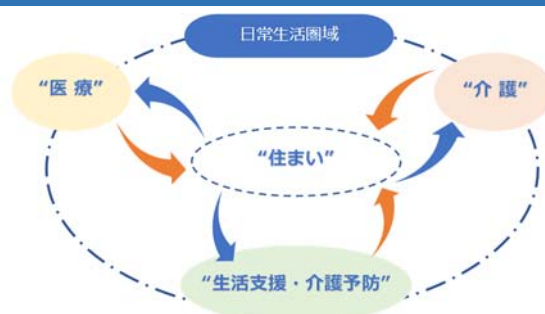 日常生活圏域
“医 療”
“介 護”
“住まい”
“生活支援・介護予防”